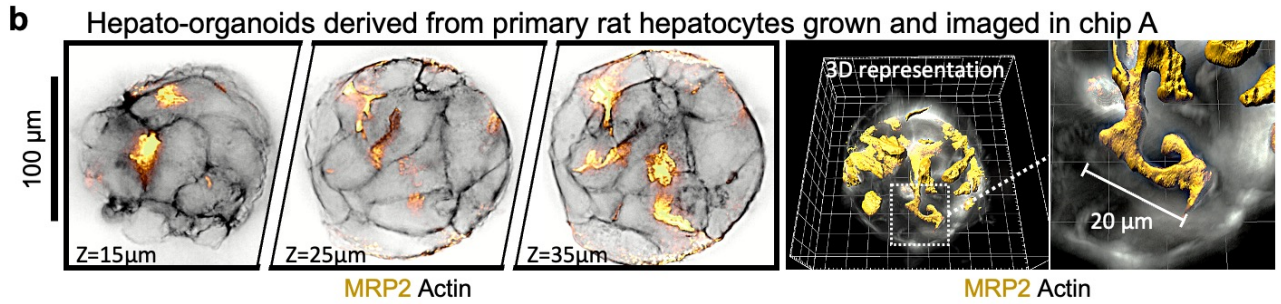 b
Hepato-organoids derived from primary rat hepatocytes grown and imaged in chip A
100 µm
Z=15µm
Z=25µm
Z=35µm
3D representation
20 µm
MRP2 Actin
MRP2 Actin